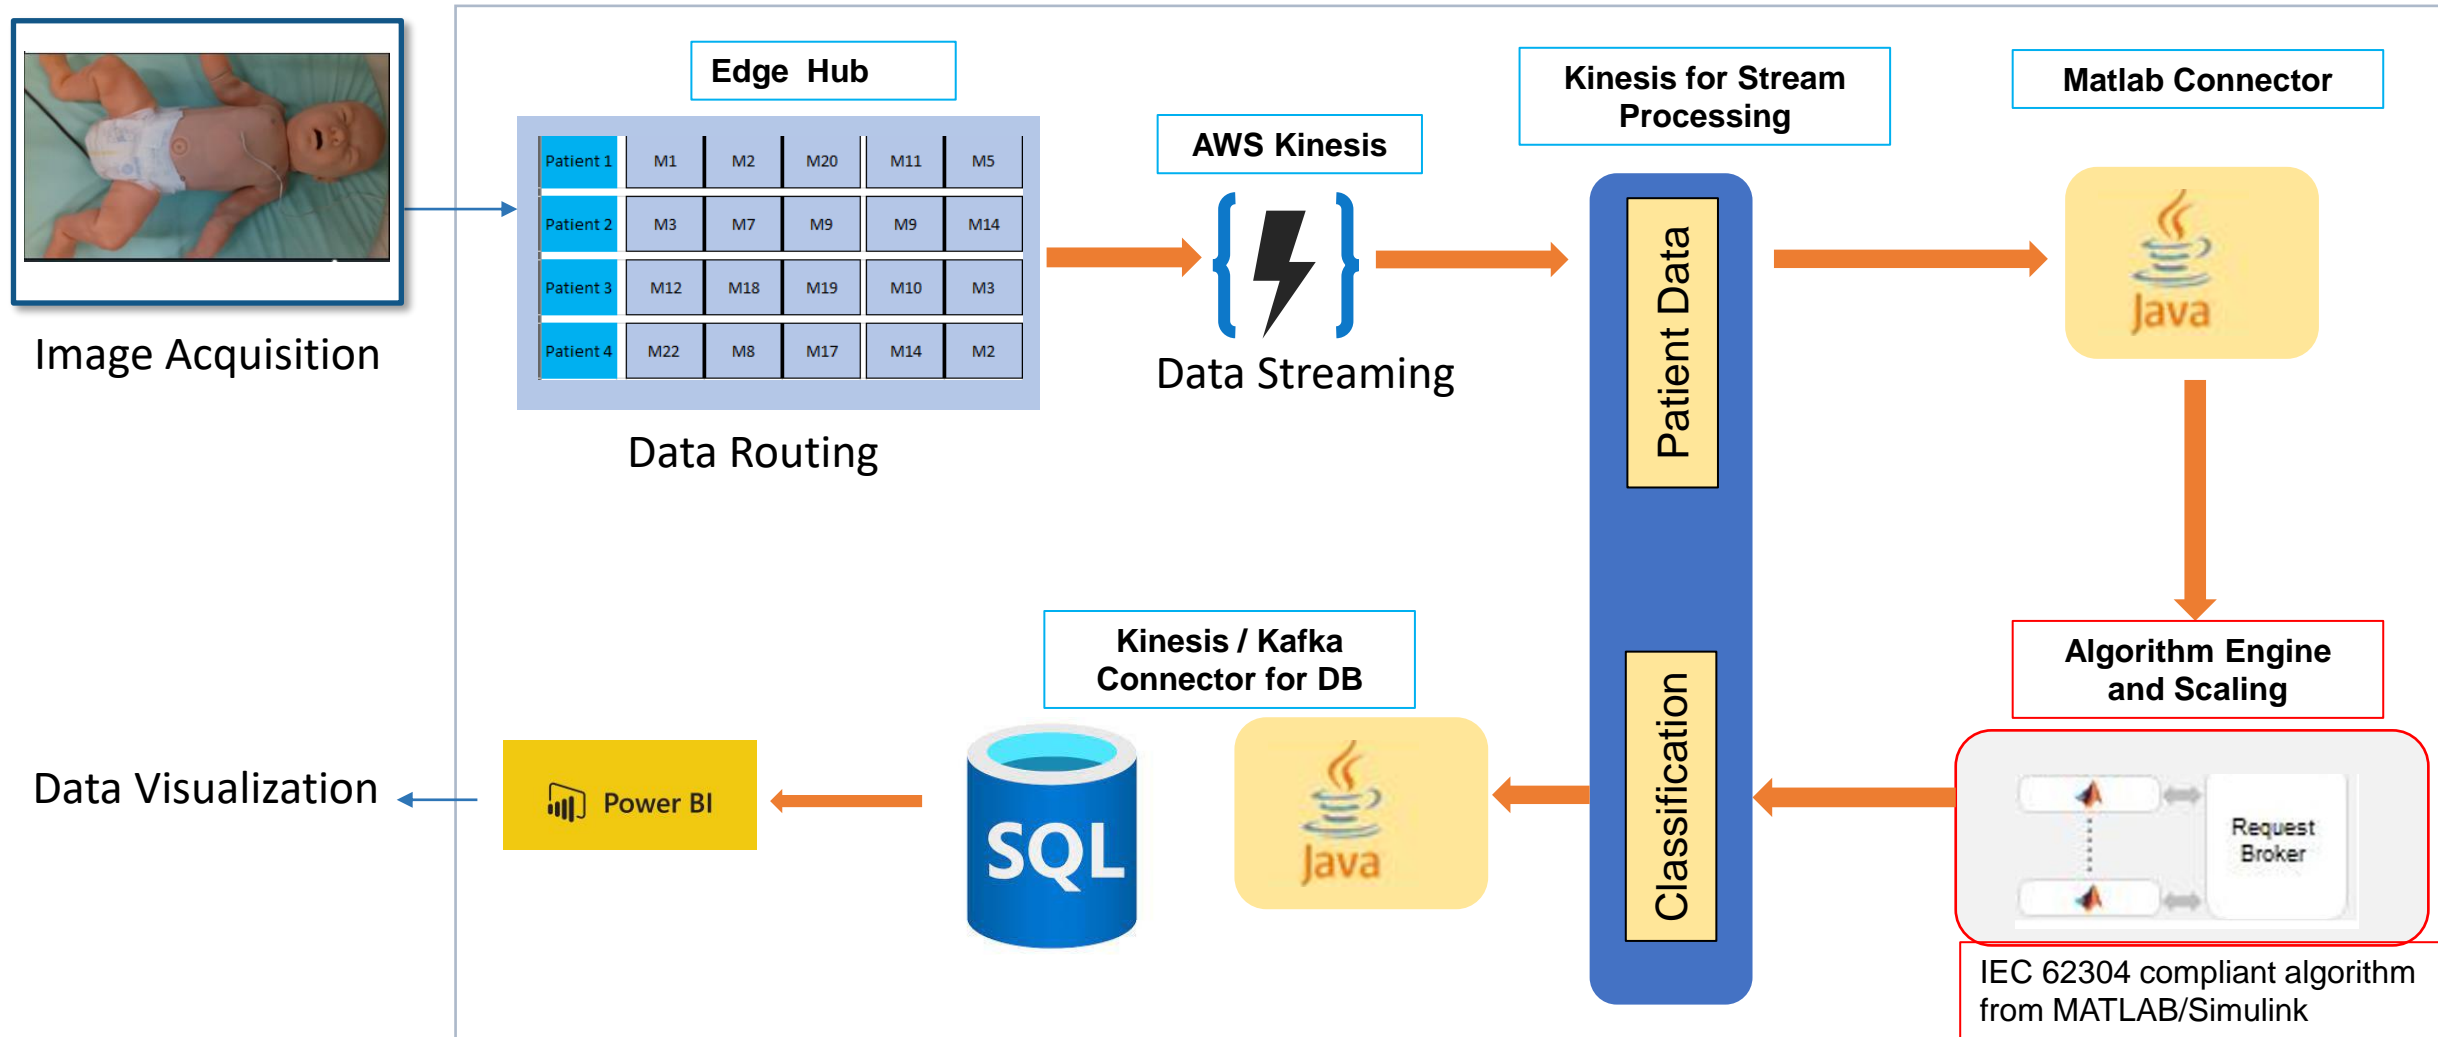 Edge Hub
Patient 1 M1 M2 M20 M11 M5
Patient 2 M3 M7 M9 M9 M14
Patient 3 M12 M18 M19 M10 M3
Patient 4 M22 M8 M17 M14 M2
Data Routing
Image Acquisition
AWS Kinesis
Data Streaming
Kinesis for Stream
Processing
Patient Data
Matlab Connector
Java
Algorithm Engine
and Scaling
Request
Broker
IEC 62304 compliant algorithm
from MATLAB/Simulink
Classification
Kinesis / Kafka
Connector for DB
Java
SQL
Power BI
Data Visualization